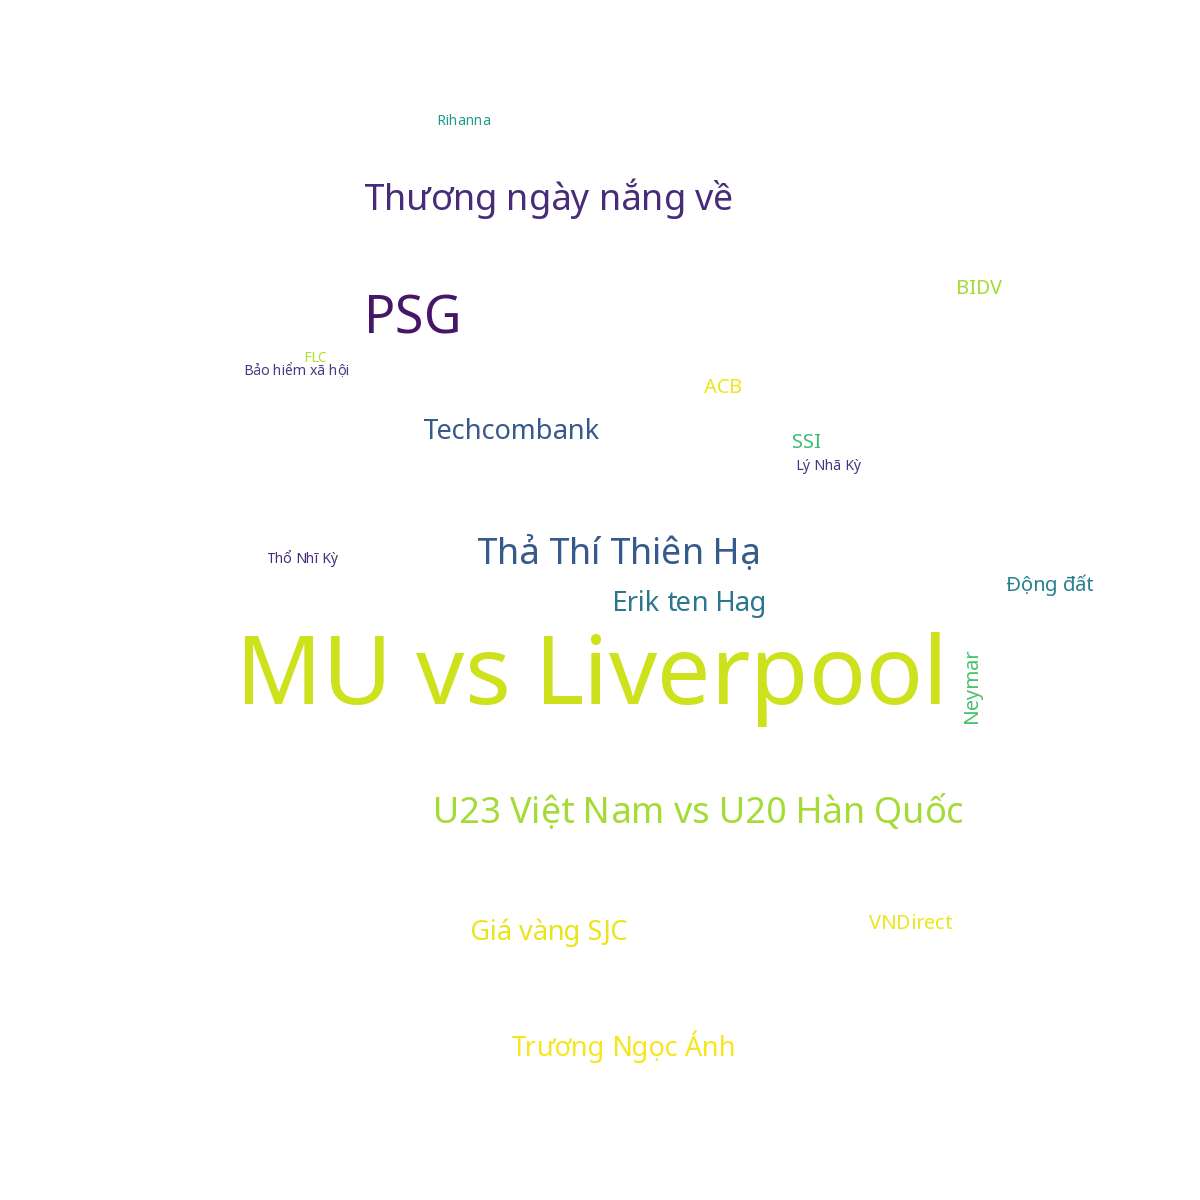 Rihanna
Thương ngày nắng về
BIDV
PSG
FLC
Bảo hiểm xã hội
ACB
Techcombank
SSI
Lý Nhã Kỳ
Thả Thí Thiên Hạ
Thổ Nhĩ Kỳ
Động đất
Erik ten Hag
MU vs Liverpool
Neymar
U23 Việt Nam vs U20 Hàn Quốc
Giá vàng SJC
VNDirect
Trương Ngọc Ánh